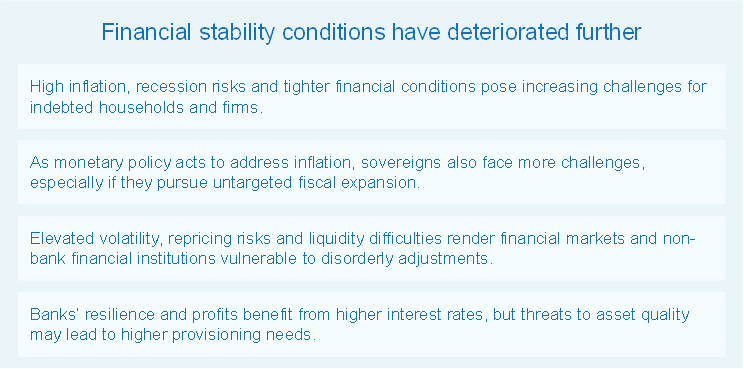 Financial stability conditions have deteriorated further
High inflation, recession risks and tighter financial conditions pose increasing challenges for
indebted households and firms.
As monetary policy acts to address inflation, sovereigns also face more challenges,
especially if they pursue untargeted fiscal expansion.
Elevated volatility, repricing risks and liquidity difficulties render financial markets and non-
bank financial institutions vulnerable to disorderly adjustments.
Banks' resilience and profits benefit from higher interest rates, but threats to asset quality
may lead to higher provisioning needs.